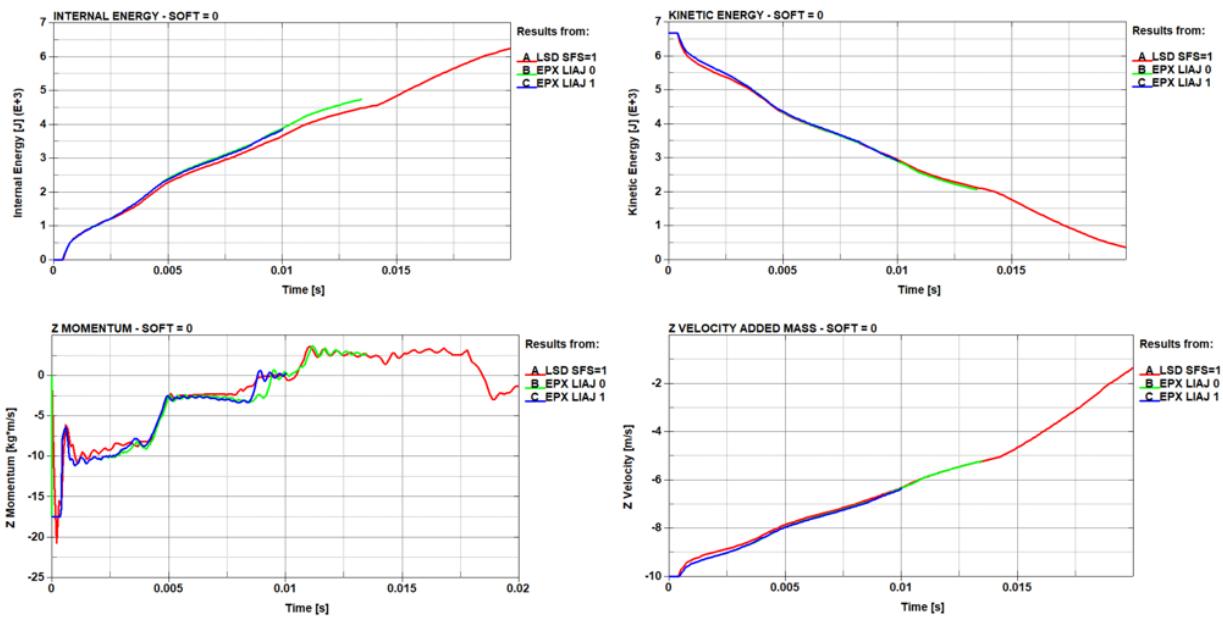 INTERNAL ENERGY - SOFT = 0
Results from:
A LSD SFS=1
B EPX LIAJ 0
C EPX LIAJ 1
Internal Energy [J] (E+3)
7
6
5
4
3
2
1
0
0 0.005 0.01 0.015
Time [s]
KINETIC ENERGY - SOFT = 0
Results from:
A LSD SFS=1
B EPX LIAJ 0
C EPX LIAJ 1
Kinetic Energy [J] (E+3)
7
6
5
4
3
2
1
0
0 0.005 0.01 0.015
Time [s]
Z MOMENTUM - SOFT = 0
Results from:
A LSD SFS=1
B EPX LIAJ 0
C EPX LIAJ 1
Z Momentum [kg*m/s]
0
-5
-10
-15
-20
-25
0 0.005 0.01 0.015 0.02
Time [s]
Z VELOCITY ADDED MASS - SOFT = 0
Results from:
A LSD SFS=1
B EPX LIAJ 0
C EPX LIAJ 1
Z Velocity [m/s]
-2
-4
-6
-8
-10
0 0.005 0.01 0.015
Time [s]